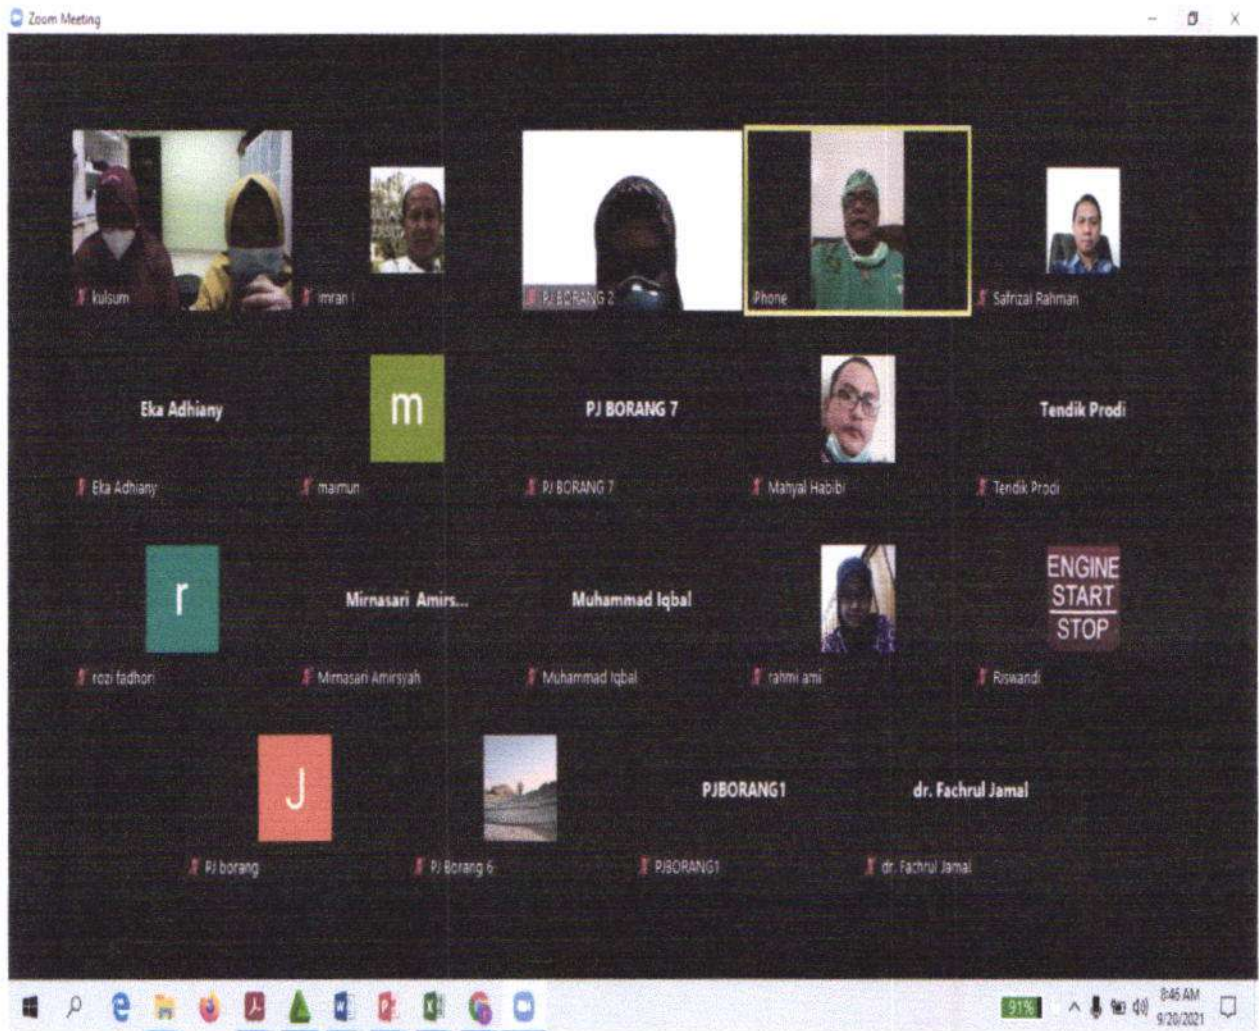 Zoom Meeting
kulsum
imran I
PJ BORANG 2
iPhone
Safrizal Rahman
Eka Adhiany
m
PJ BORANG 7
Tendik Prodi
Eka Adhiany
maimun
PJ BORANG 7
Mahyal Habibi
Tendik Prodi
r
Mirnasari Amirs...
Muhammad Iqbal
ENGINE
START
STOP
rozi fadhori
Mirnasari Amirsyah
Muhammad Iqbal
rahmi ami
Riswandi
J
PJBORANG1
dr. Fachrul Jamal
PJ borang
PJ Borang 6
PJBORANG1
dr. Fachrul Jamal
91%
8:46 AM
9/20/2021